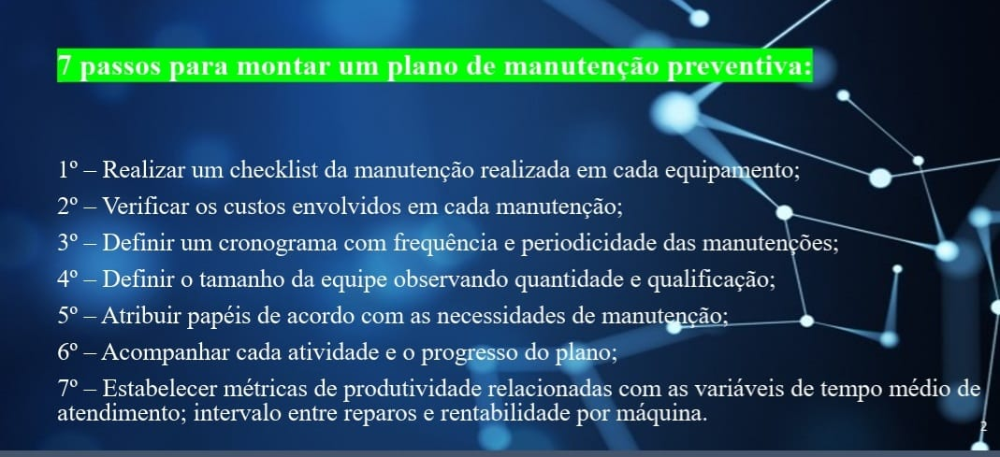 7 passos para montar um plano de manutenção preventiva:
1º – Realizar um checklist da manutenção realizada em cada equipamento;
2º – Verificar os custos envolvidos em cada manutenção;
3º – Definir um cronograma com frequência e periodicidade das manutenções;
4º – Definir o tamanho da equipe observando quantidade e qualificação;
5º – Atribuir papéis de acordo com as necessidades de manutenção;
6º – Acompanhar cada atividade e o progresso do plano;
7º – Estabelecer métricas de produtividade relacionadas com as variáveis de tempo médio de
atendimento; intervalo entre reparos e rentabilidade por máquina.
2